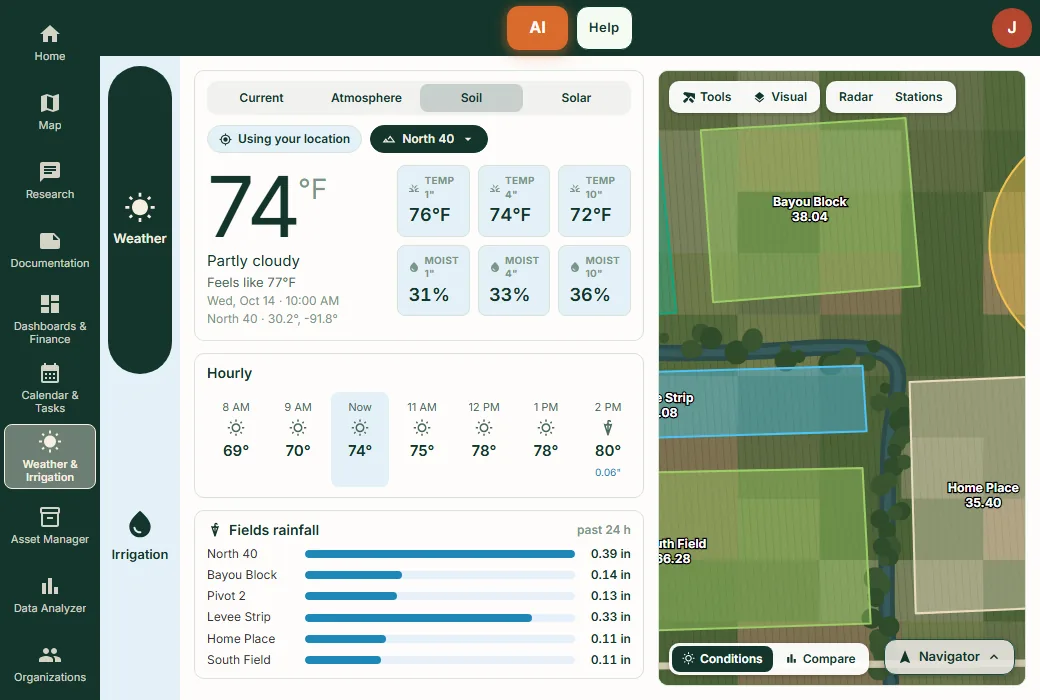 AI
Help
J
Home
Map
Research
Documentation
Dashboards &
Finance
Calendar &
Tasks
Weather &
Irrigation
Asset Manager
Data Analyzer
Organizations
Weather
Irrigation
Current
Atmosphere
Soil
Solar
Using your location
North 40
74°F
Partly cloudy
Feels like 77°F
Wed, Oct 14 · 10:00 AM
North 40 · 30.2°, -91.8°
TEMP
1"
76°F
TEMP
4"
74°F
TEMP
10"
72°F
MOIST
1"
31%
MOIST
4"
33%
MOIST
10"
36%
Hourly
8 AM
69°
9 AM
70°
Now
74°
11 AM
75°
12 PM
78°
1 PM
78°
2 PM
80°
0.06"
Fields rainfall
past 24 h
North 40 0.39 in
Bayou Block 0.14 in
Pivot 2 0.13 in
Levee Strip 0.33 in
Home Place 0.11 in
South Field 0.11 in
Tools
Visual
Radar
Stations
Bayou Block
38.04
Strip
.08
Home Place
35.40
uth Field
36.28
Conditions
Compare
Navigator